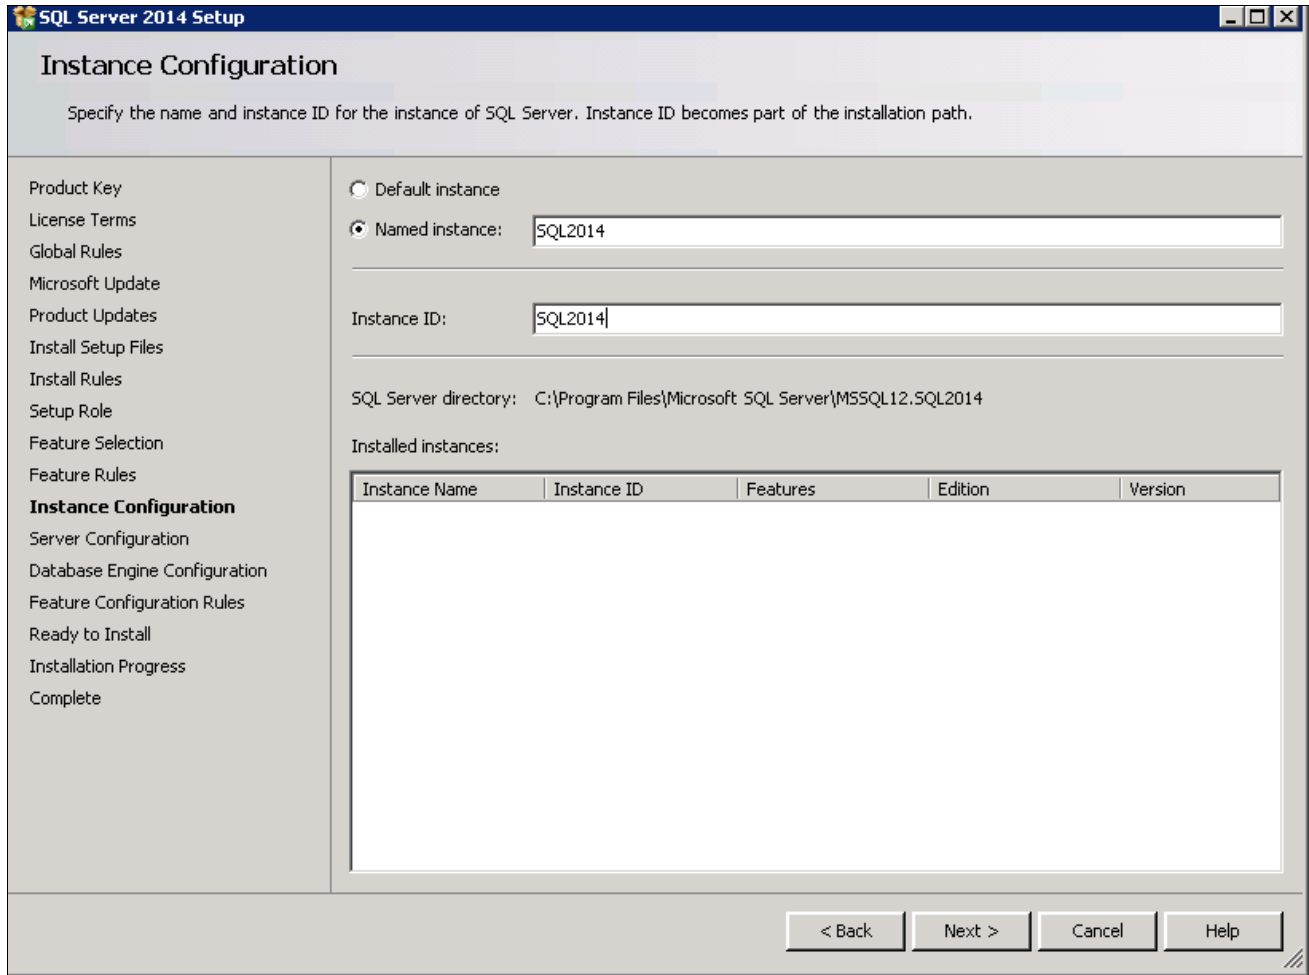 SQL Server 2014 Setup
Instance Configuration
Specify the name and instance ID for the instance of SQL Server. Instance ID becomes part of the installation path.
Product Key
License Terms
Global Rules
Microsoft Update
Product Updates
Install Setup Files
Install Rules
Setup Role
Feature Selection
Feature Rules
Instance Configuration
Server Configuration
Database Engine Configuration
Feature Configuration Rules
Ready to Install
Installation Progress
Complete
Default instance
Named instance: SQL2014
Instance ID: SQL2014
SQL Server directory: C:\Program Files\Microsoft SQL Server\MSSQL12.SQL2014
Installed instances:
Instance Name Instance ID Features Edition Version
< Back Next > Cancel Help